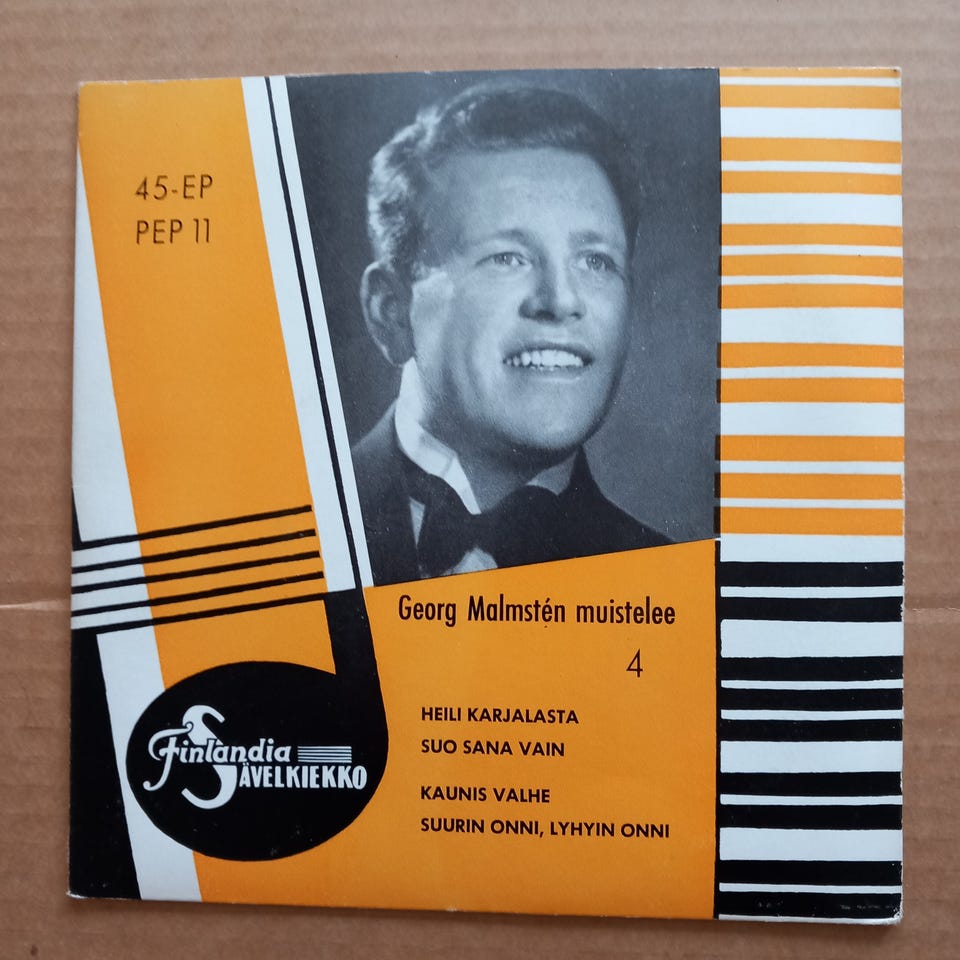 45-EP
PEP 11
Georg Malmstén muistelee
4
HEILI KARJALASTA
SUO SANA VAIN
KAUNIS VALHE
SUURIN ONNI, LYHYIN ONNI
Finlandia
SÄVELKIEKKO